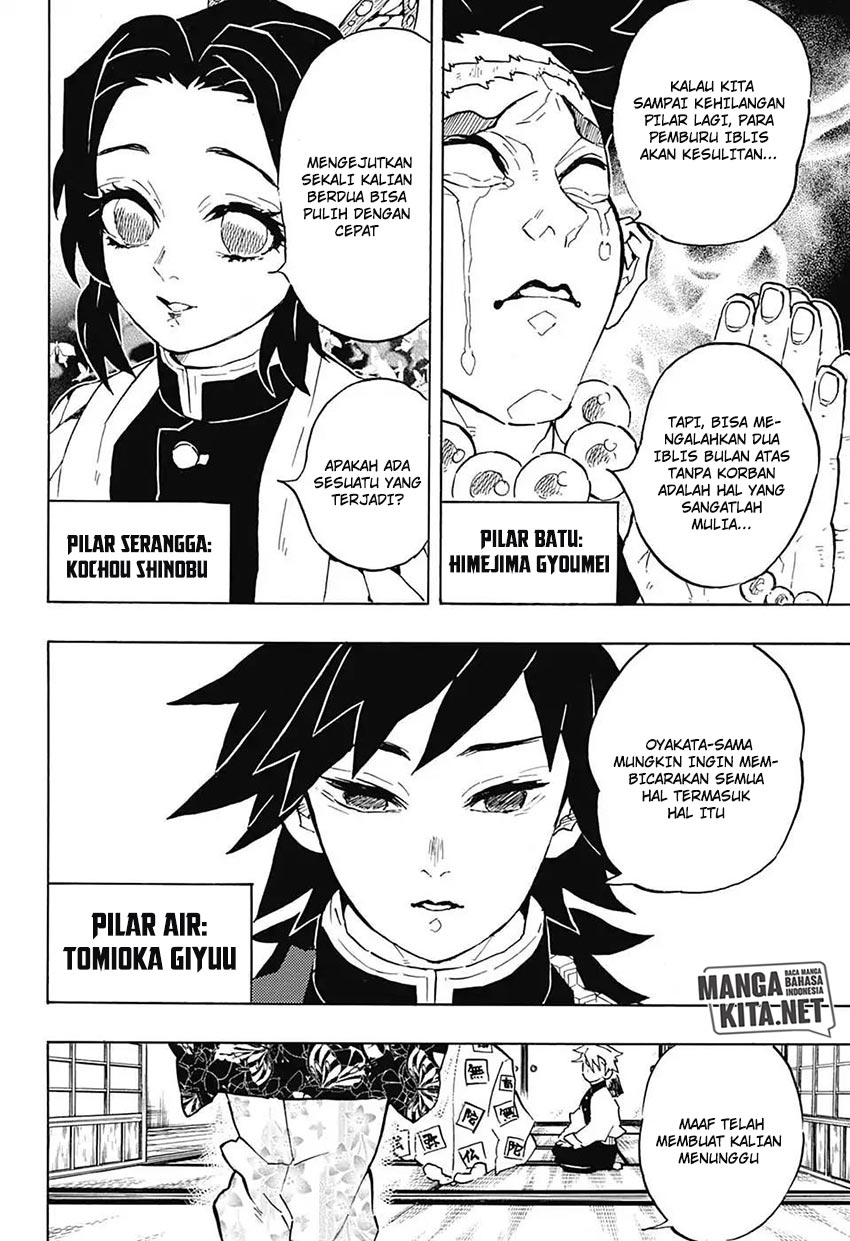 KALAU KITA
SAMPAI KEHILANGAN
PILAR LAGI, PARA
PEMBURU IBLIS
AKAN KESULITAN...
TAPI, BISA ME-
NGALAHKAN DUA
IBLIS BULAN ATAS
TANPA KORBAN
ADALAH HAL YANG
SANGATLAH
MULIA...
PILAR BATU:
HIMEJIMA GYOUMEI
MENGEJUTKAN
SEKALI KALIAN
BERDUA BISA
PULIH DENGAN
CEPAT
APAKAH ADA
SESUATU YANG
TERJADI?
PILAR SERANGGA:
KOCHOU SHINOBU
OYAKATA-SAMA
MUNGKIN INGIN MEM-
BICARAKAN SEMUA
HAL TERMASUK
HAL ITU
PILAR AIR:
TOMIOKA GIYUU
MANGA
KITA.NET
BACA MANGA
BAHASA
INDONESIA
MAAF TELAH
MEMBUAT KALIAN
MENUNGGU